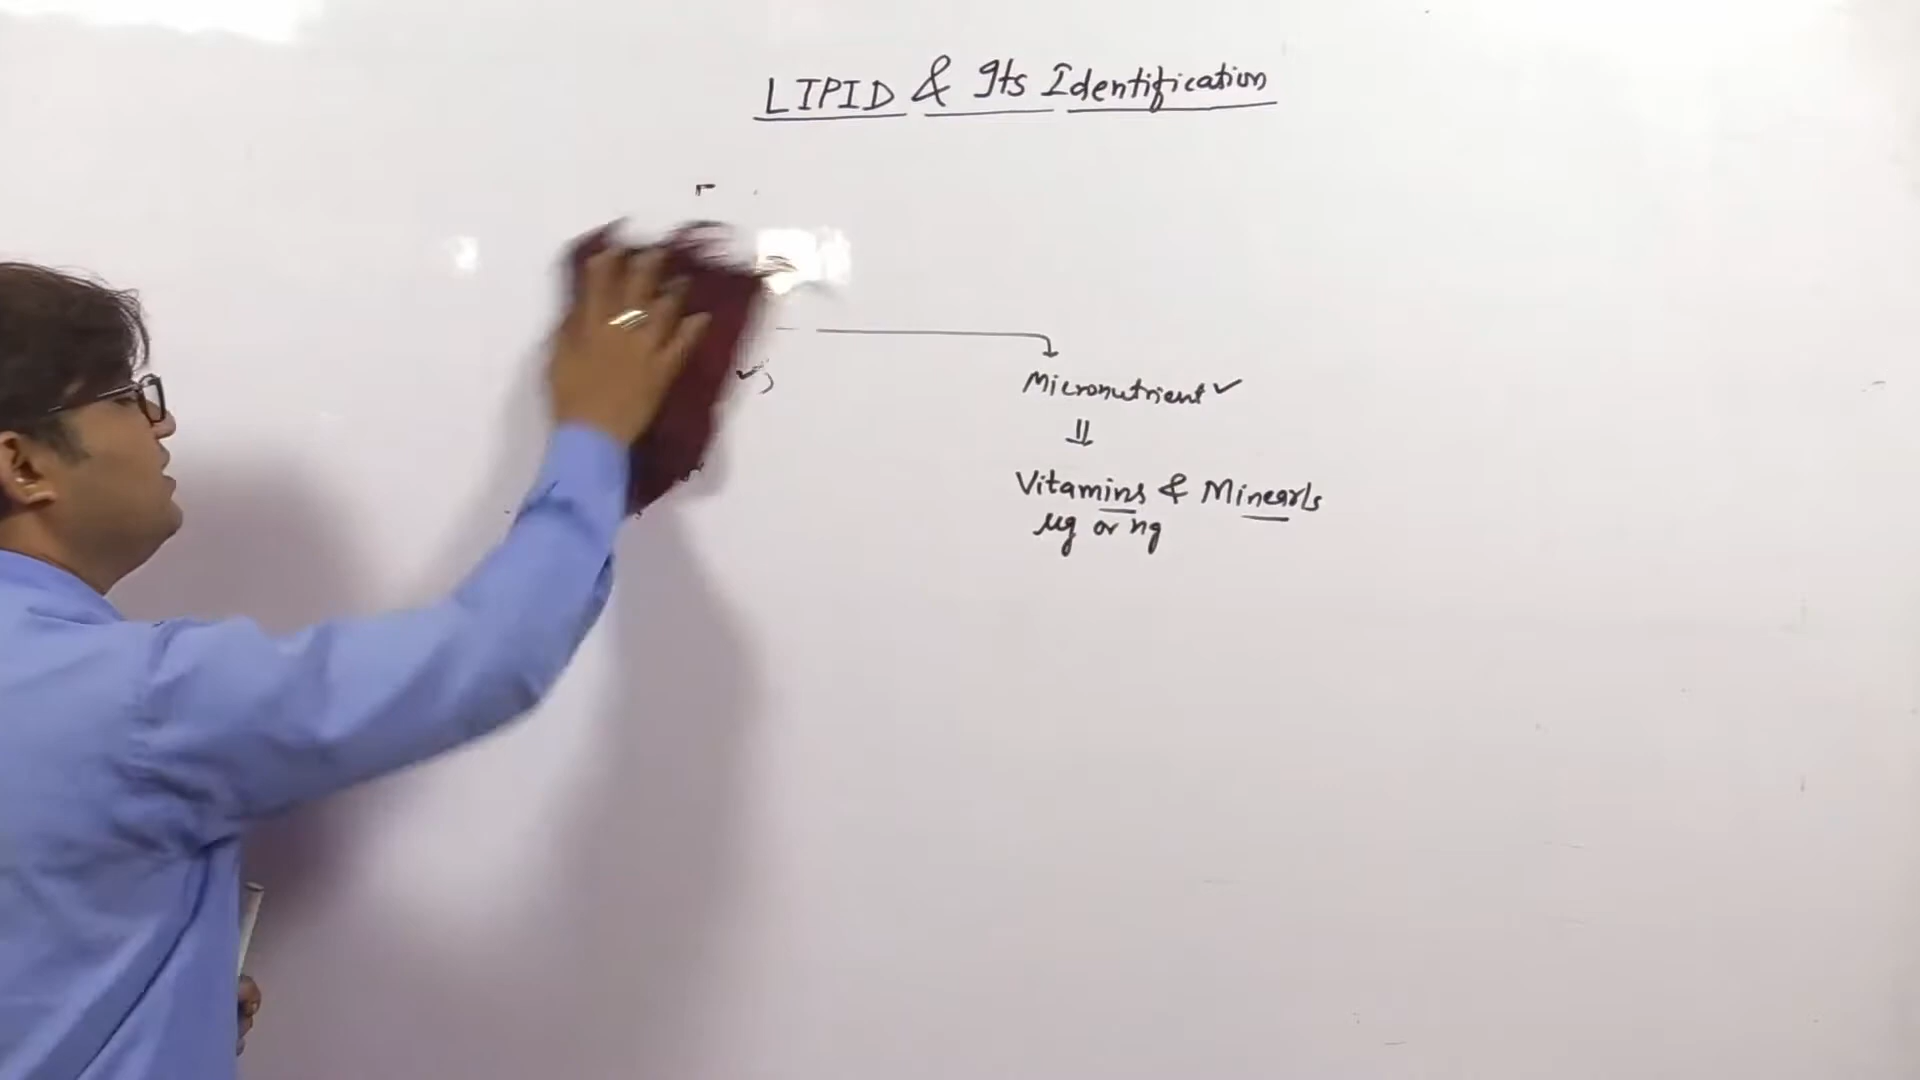 LIPID & Its Identification
Micronutrient ✓
⇓
Vitamins & Minearls
μg or ng